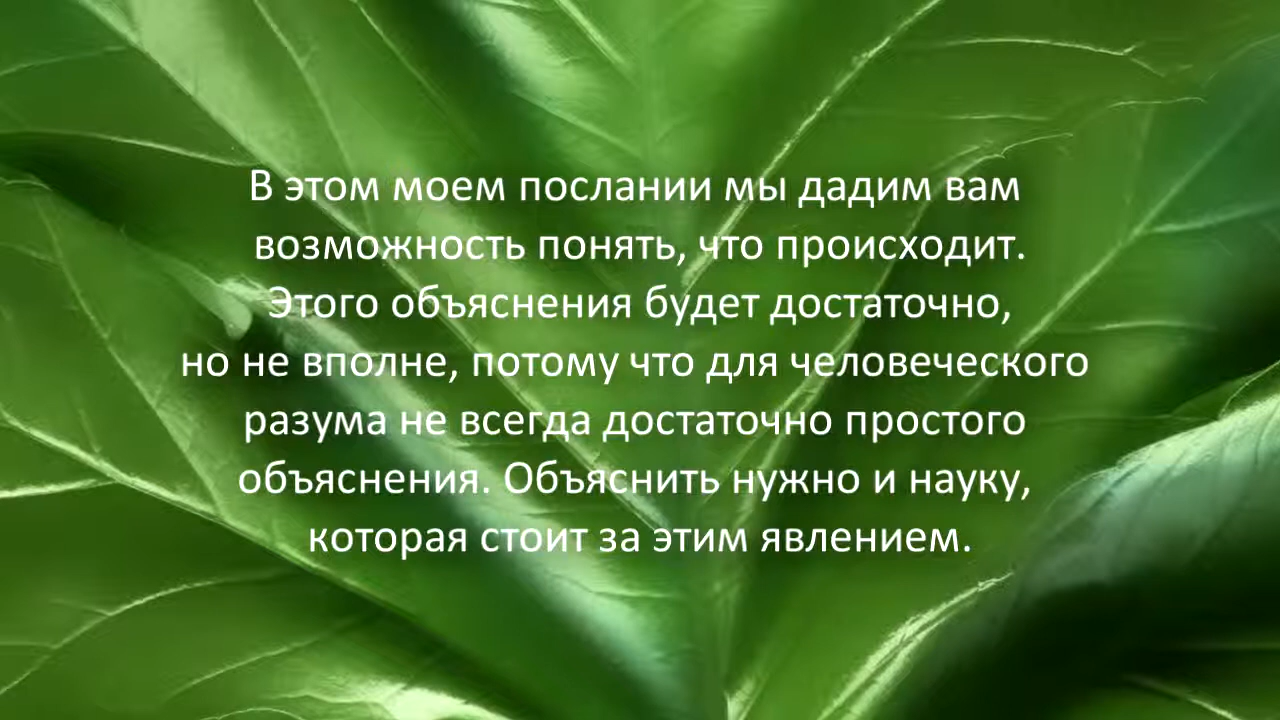 В этом моем послании мы дадим вам
возможность понять, что происходит.
Этого объяснения будет достаточно,
но не вполне, потому что для человеческого
разума не всегда достаточно простого
объяснения. Объяснить нужно и науку,
которая стоит за этим явлением.